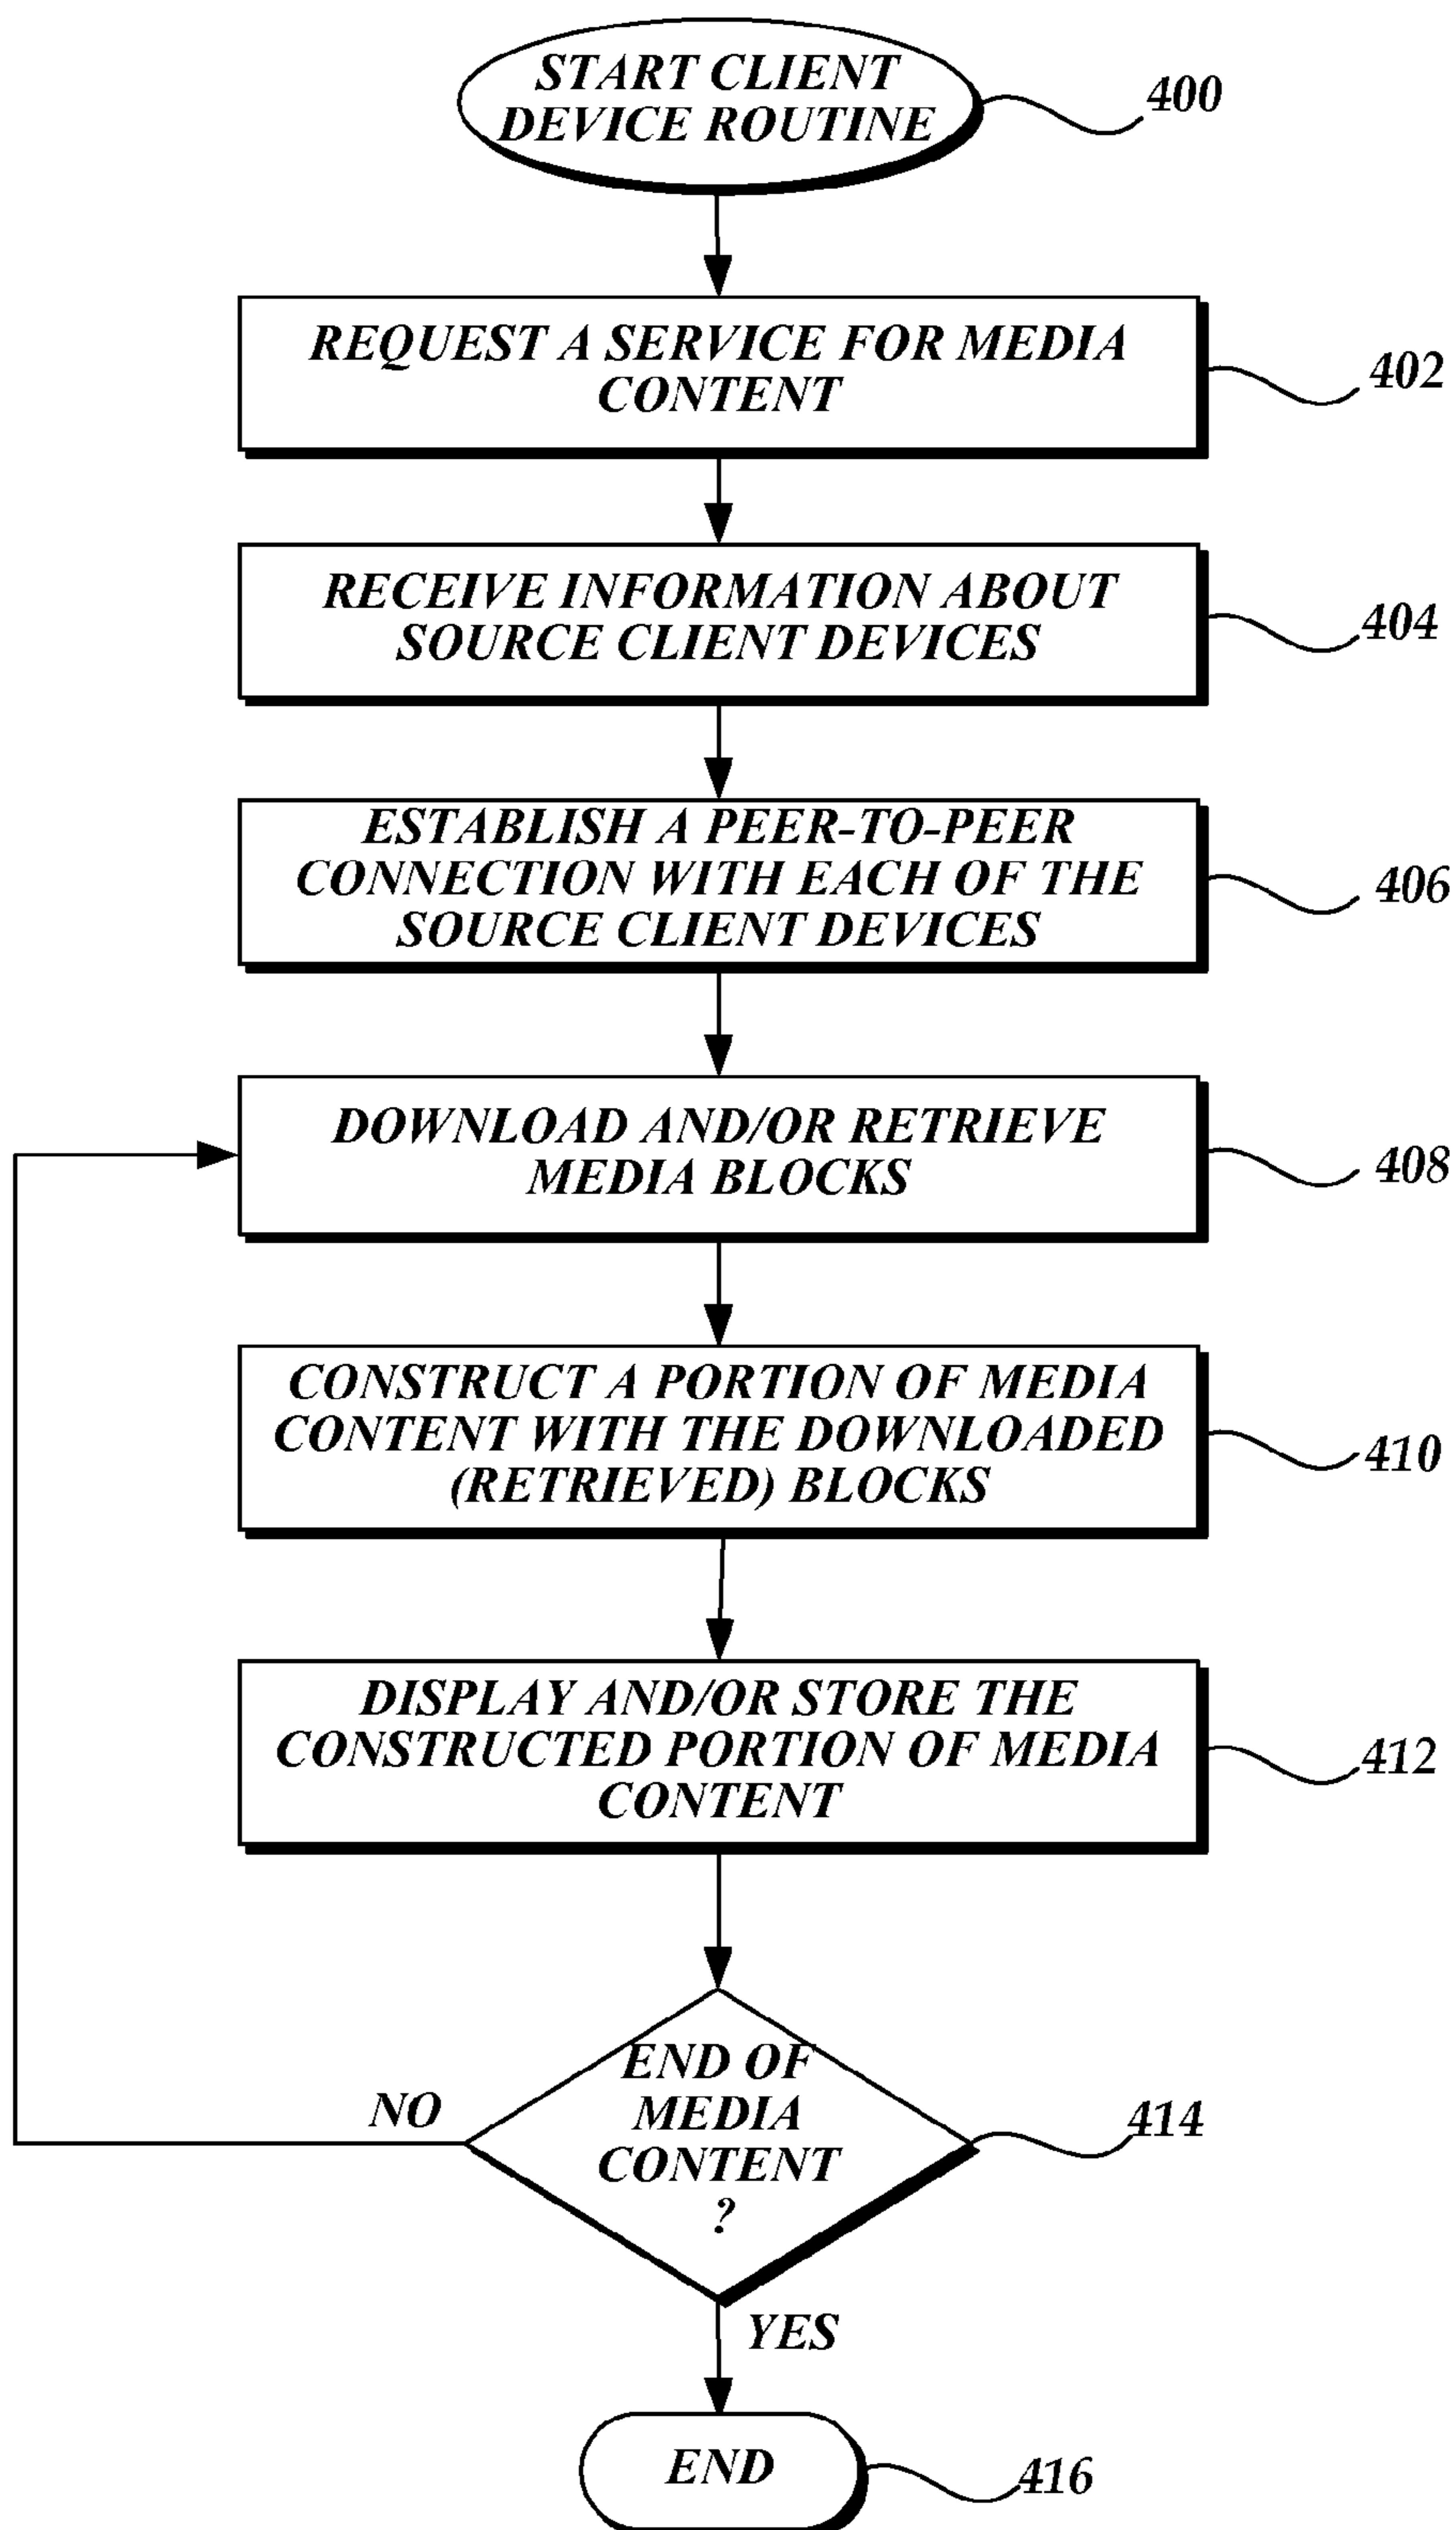 START CLIENT
DEVICE ROUTINE
400
REQUEST A SERVICE FOR MEDIA
CONTENT
402
RECEIVE INFORMATION ABOUT
SOURCE CLIENT DEVICES
404
ESTABLISH A PEER-TO-PEER
CONNECTION WITH EACH OF THE
SOURCE CLIENT DEVICES
406
DOWNLOAD AND/OR RETRIEVE
MEDIA BLOCKS
408
CONSTRUCT A PORTION OF MEDIA
CONTENT WITH THE DOWNLOADED
(RETRIEVED) BLOCKS
410
DISPLAY AND/OR STORE THE
CONSTRUCTED PORTION OF MEDIA
CONTENT
412
END OF
MEDIA
CONTENT
?
NO
414
YES
END
416